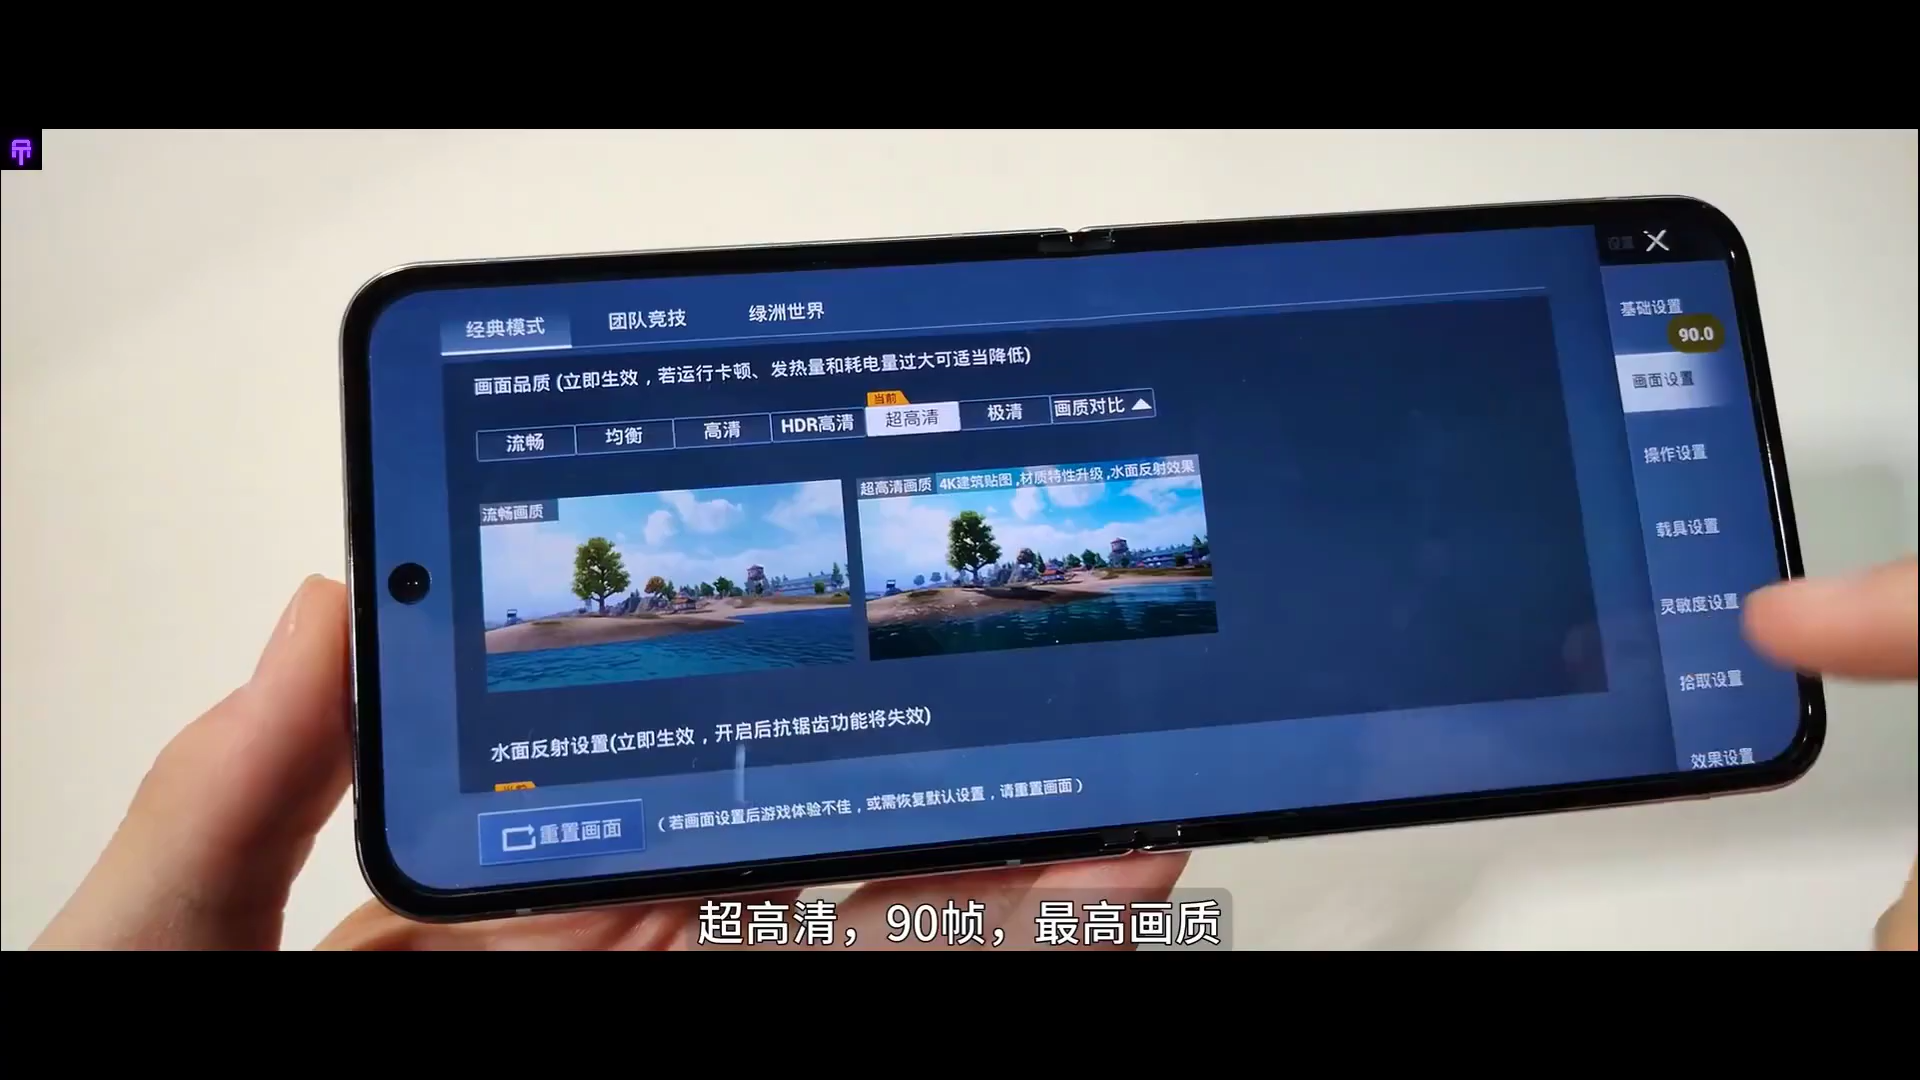 设置
经典模式 团队竞技 绿洲世界
基础设置
90.0
画面品质 (立即生效，若运行卡顿、发热量和耗电量过大可适当降低)
画面设置
当前
流畅 均衡 高清 HDR高清 超高清 极清 画质对比
操作设置
流畅画质
超高清画质 4K建筑贴图,材质特性升级,水面反射效果
载具设置
灵敏度设置
拾取设置
水面反射设置(立即生效，开启后抗锯齿功能将失效)
效果设置
重置画面 (若画面设置后游戏体验不佳，或需恢复默认设置，请重置画面)
超高清，90帧，最高画质